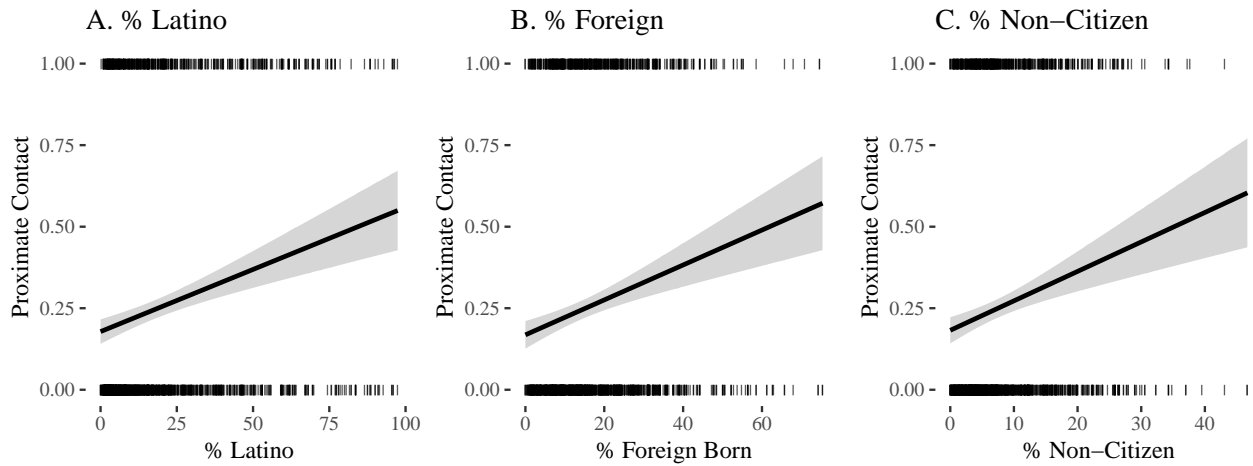 A. % Latino
1.00
0.75
0.50
0.25
0.00
Proximate Contact
0 25 50 75 100
% Latino
B. % Foreign
1.00
0.75
0.50
0.25
0.00
Proximate Contact
0 20 40 60
% Foreign Born
C. % Non−Citizen
1.00
0.75
0.50
0.25
0.00
Proximate Contact
0 10 20 30 40
% Non−Citizen